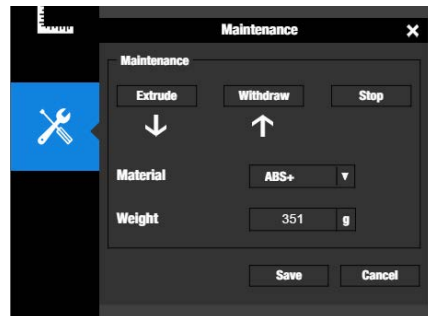 Maintenance
Maintenance
Extrude Withdraw Stop
Material ABS+
Weight 351 g
Save Cancel